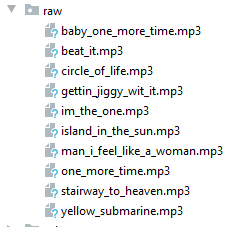 raw
baby_one_more_time.mp3
beat_it.mp3
circle_of_life.mp3
gettin_jiggy_wit_it.mp3
im_the_one.mp3
island_in_the_sun.mp3
man_i_feel_like_a_woman.mp3
one_more_time.mp3
stairway_to_heaven.mp3
yellow_submarine.mp3